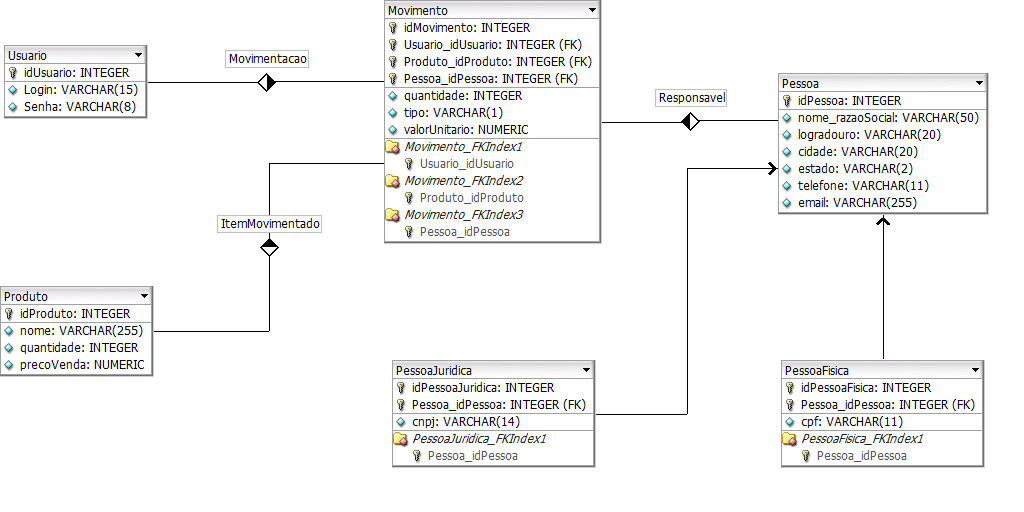 Usuario
idUsuario: INTEGER
Login: VARCHAR(15)
Senha: VARCHAR(8)
Movimentacao
Movimento
idMovimento: INTEGER
Usuario_idUsuario: INTEGER (FK)
Produto_idProduto: INTEGER (FK)
Pessoa_idPessoa: INTEGER (FK)
quantidade: INTEGER
tipo: VARCHAR(1)
valorUnitario: NUMERIC
Movimento_FKIndex1
Usuario_idUsuario
Movimento_FKIndex2
Produto_idProduto
Movimento_FKIndex3
Pessoa_idPessoa
Responsavel
Pessoa
idPessoa: INTEGER
nome_razaoSocial: VARCHAR(50)
logradouro: VARCHAR(20)
cidade: VARCHAR(20)
estado: VARCHAR(2)
telefone: VARCHAR(11)
email: VARCHAR(255)
ItemMovimentado
Produto
idProduto: INTEGER
nome: VARCHAR(255)
quantidade: INTEGER
precoVenda: NUMERIC
PessoaJuridica
idPessoaJuridica: INTEGER
Pessoa_idPessoa: INTEGER (FK)
cnpj: VARCHAR(14)
PessoaJuridica_FKIndex1
Pessoa_idPessoa
PessoaFisica
idPessoaFisica: INTEGER
Pessoa_idPessoa: INTEGER (FK)
cpf: VARCHAR(11)
PessoaFisica_FKIndex1
Pessoa_idPessoa